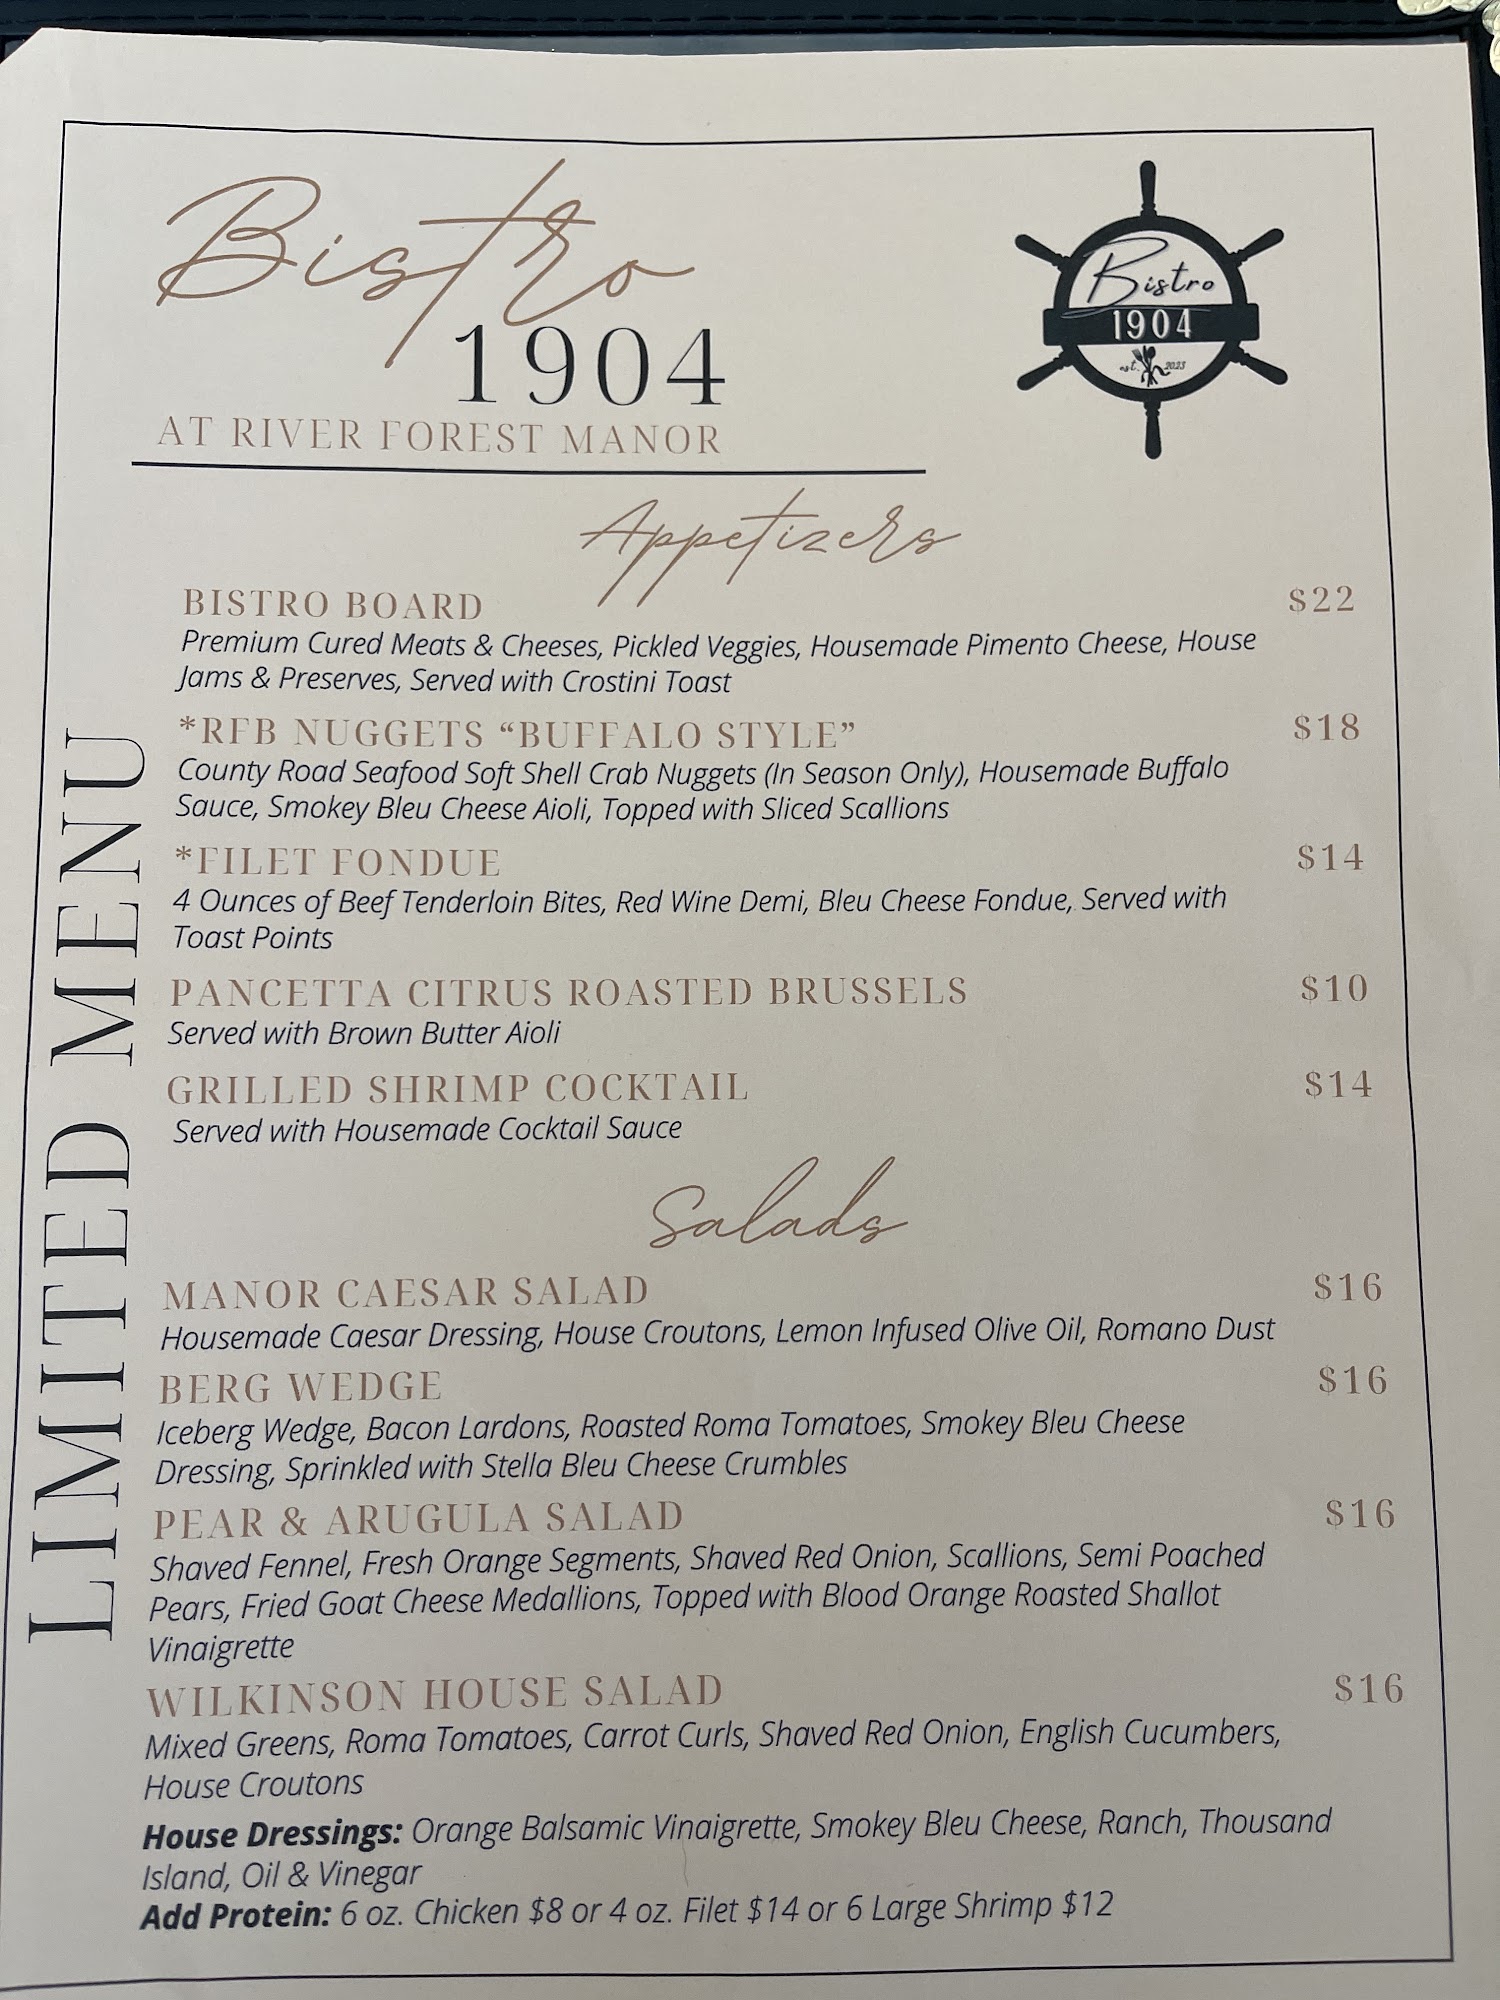 Bistro
1904
AT RIVER FOREST MANOR
Bistro
1904
est. 2023
LIMITED MENU
Appetizers
BISTRO BOARD $22
Premium Cured Meats & Cheeses, Pickled Veggies, Housemade Pimento Cheese, House
Jams & Preserves, Served with Crostini Toast
*RFB NUGGETS “BUFFALO STYLE” $18
County Road Seafood Soft Shell Crab Nuggets (In Season Only), Housemade Buffalo
Sauce, Smokey Bleu Cheese Aioli, Topped with Sliced Scallions
*FILET FONDUE $14
4 Ounces of Beef Tenderloin Bites, Red Wine Demi, Bleu Cheese Fondue, Served with
Toast Points
PANCETTA CITRUS ROASTED BRUSSELS $10
Served with Brown Butter Aioli
GRILLED SHRIMP COCKTAIL $14
Served with Housemade Cocktail Sauce
Salads
MANOR CAESAR SALAD $16
Housemade Caesar Dressing, House Croutons, Lemon Infused Olive Oil, Romano Dust
BERG WEDGE $16
Iceberg Wedge, Bacon Lardons, Roasted Roma Tomatoes, Smokey Bleu Cheese
Dressing, Sprinkled with Stella Bleu Cheese Crumbles
PEAR & ARUGULA SALAD $16
Shaved Fennel, Fresh Orange Segments, Shaved Red Onion, Scallions, Semi Poached
Pears, Fried Goat Cheese Medallions, Topped with Blood Orange Roasted Shallot
Vinaigrette
WILKINSON HOUSE SALAD $16
Mixed Greens, Roma Tomatoes, Carrot Curls, Shaved Red Onion, English Cucumbers,
House Croutons
House Dressings: Orange Balsamic Vinaigrette, Smokey Bleu Cheese, Ranch, Thousand
Island, Oil & Vinegar
Add Protein: 6 oz. Chicken $8 or 4 oz. Filet $14 or 6 Large Shrimp $12